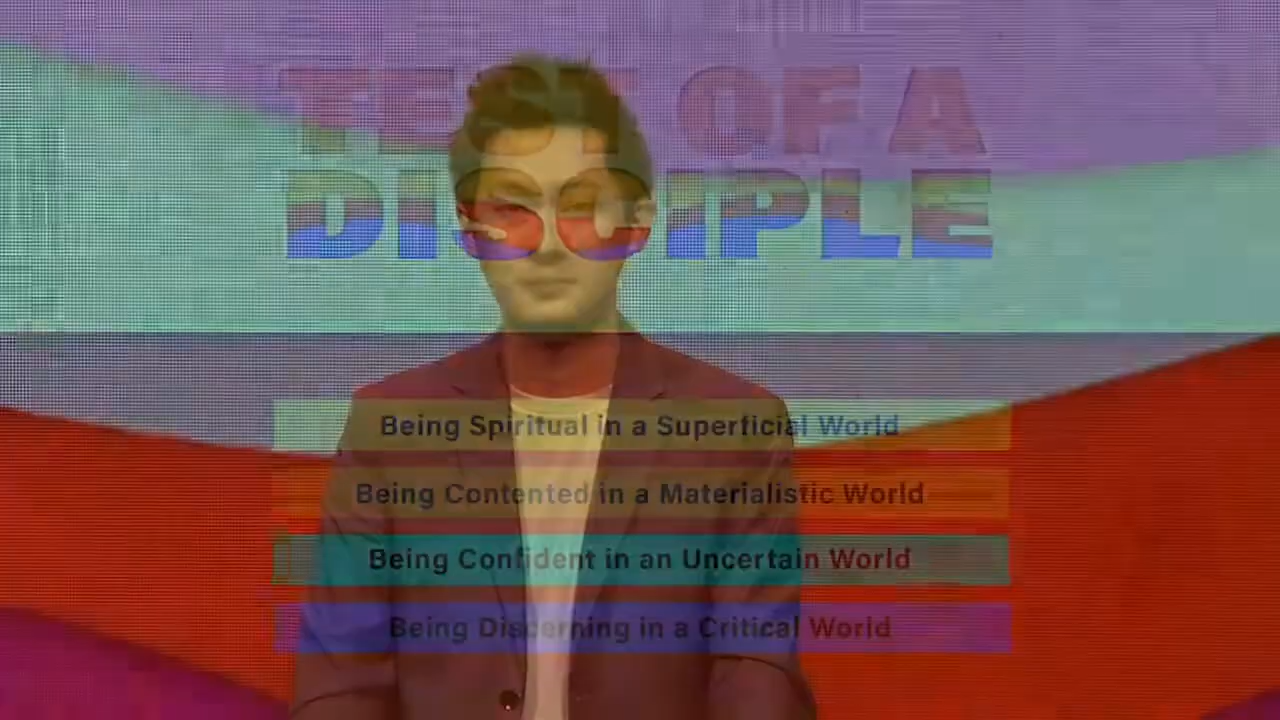 TEST OF A
DISCIPLE
Being Spiritual in a Superficial World
Being Contented in a Materialistic World
Being Confident in an Uncertain World
Being Discerning in a Critical World